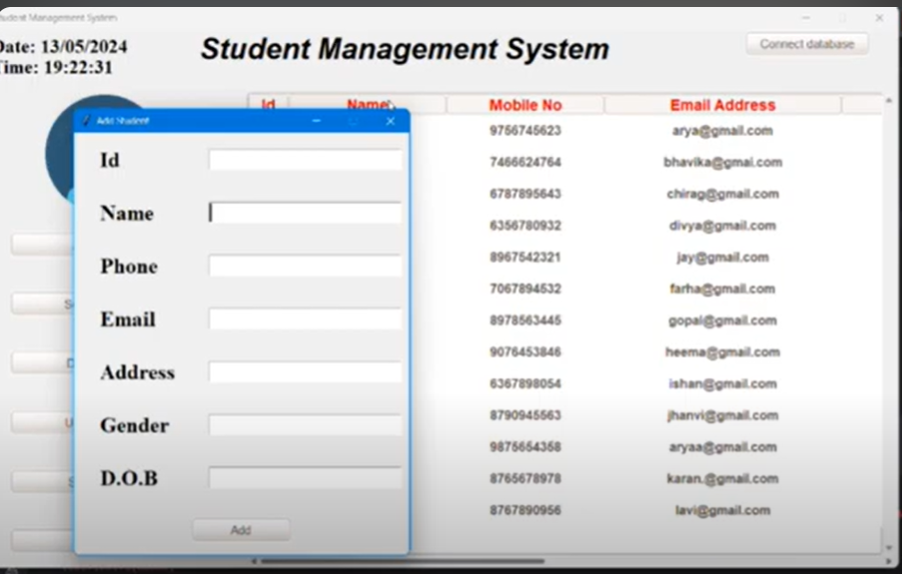 Student Management System
Date: 13/05/2024
Time: 19:22:31
Student Management System
Connect database
Id Name Mobile No Email Address
Add Student
Id
Name
Phone
Email
Address
Gender
D.O.B
Add
9756745623 arya@gmail.com
7466624764 bhavika@gmai.com
6787895643 chirag@gmail.com
6356780932 divya@gmail.com
8967542321 jay@gmail.com
7067894532 farha@gmail.com
8978563445 gopal@gmail.com
9076453846 heema@gmail.com
6367898054 ishan@gmail.com
8790945563 jhanvi@gmail.com
9875654358 aryaa@gmail.com
8765678978 karan.@gmail.com
8767890956 lavi@gmail.com